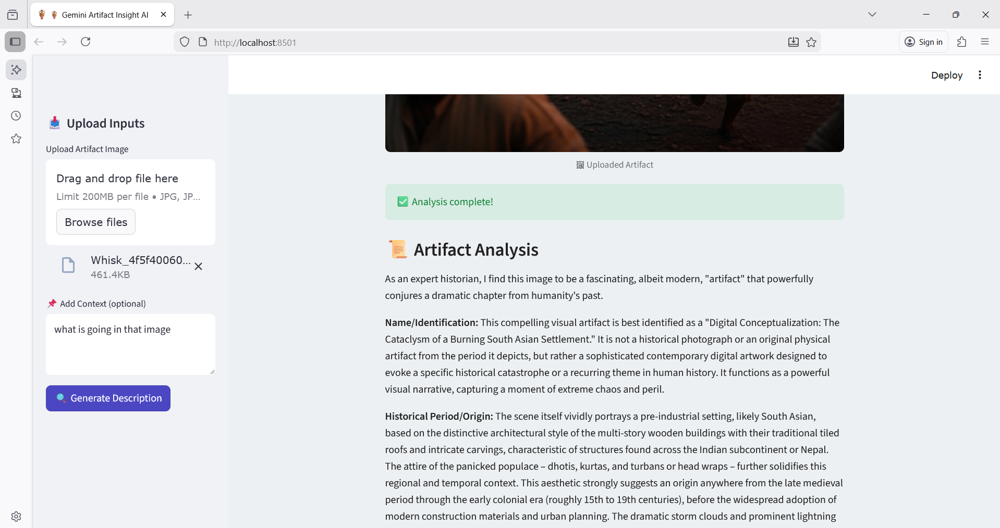 Gemini Artifact Insight AI
http://localhost:8501
Sign in
Deploy
Upload Inputs
Upload Artifact Image
Drag and drop file here
Limit 200MB per file • JPG, JP...
Browse files
Whisk_4f5f40060...
461.4KB
Add Context (optional)
what is going in that image
Generate Description
Uploaded Artifact
Analysis complete!
Artifact Analysis
As an expert historian, I find this image to be a fascinating, albeit modern, "artifact" that powerfully
conjures a dramatic chapter from humanity's past.
Name/Identification: This compelling visual artifact is best identified as a "Digital Conceptualization: The
Cataclysm of a Burning South Asian Settlement." It is not a historical photograph or an original physical
artifact from the period it depicts, but rather a sophisticated contemporary digital artwork designed to
evoke a specific historical catastrophe or a recurring theme in human history. It functions as a powerful
visual narrative, capturing a moment of extreme chaos and peril.
Historical Period/Origin: The scene itself vividly portrays a pre-industrial setting, likely South Asian,
based on the distinctive architectural style of the multi-story wooden buildings with their traditional tiled
roofs and intricate carvings, characteristic of structures found across the Indian subcontinent or Nepal.
The attire of the panicked populace – dhotis, kurtas, and turbans or head wraps – further solidifies this
regional and temporal context. This aesthetic strongly suggests an origin anywhere from the late medieval
period through the early colonial era (roughly 15th to 19th centuries), before the widespread adoption of
modern construction materials and urban planning. The dramatic storm clouds and prominent lightning